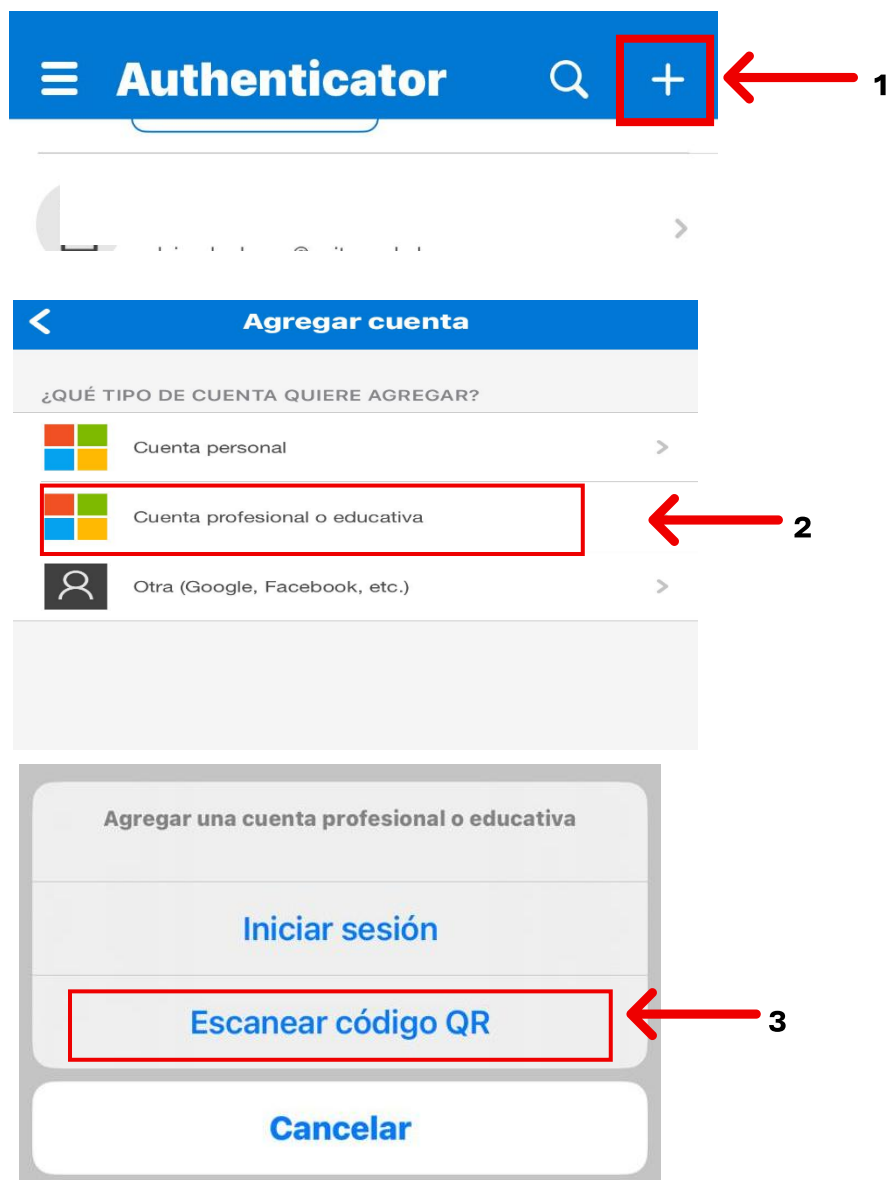 Authenticator
1
Agregar cuenta
¿QUÉ TIPO DE CUENTA QUIERE AGREGAR?
Cuenta personal
Cuenta profesional o educativa
2
Otra (Google, Facebook, etc.)
Agregar una cuenta profesional o educativa
Iniciar sesión
Escanear código QR
3
Cancelar